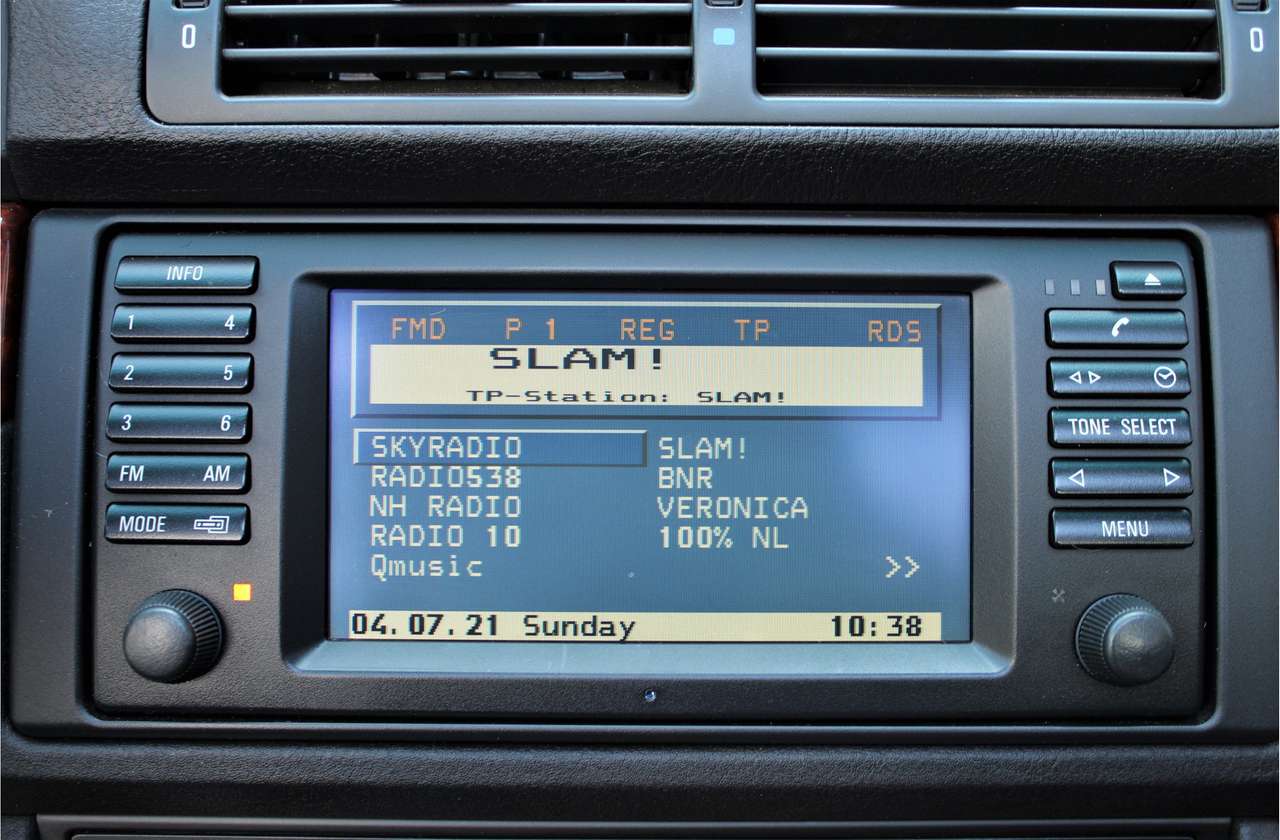 0 0
INFO
1 4
2 5
3 6
FM AM
MODE
FMD P 1 REG TP RDS
SLAM!
TP-Station: SLAM!
SKYRADIO SLAM!
RADIO538 BNR
NH RADIO VERONICA
RADIO 10 100% NL
Qmusic >>
04.07.21 Sunday 10:38
TONE SELECT
MENU